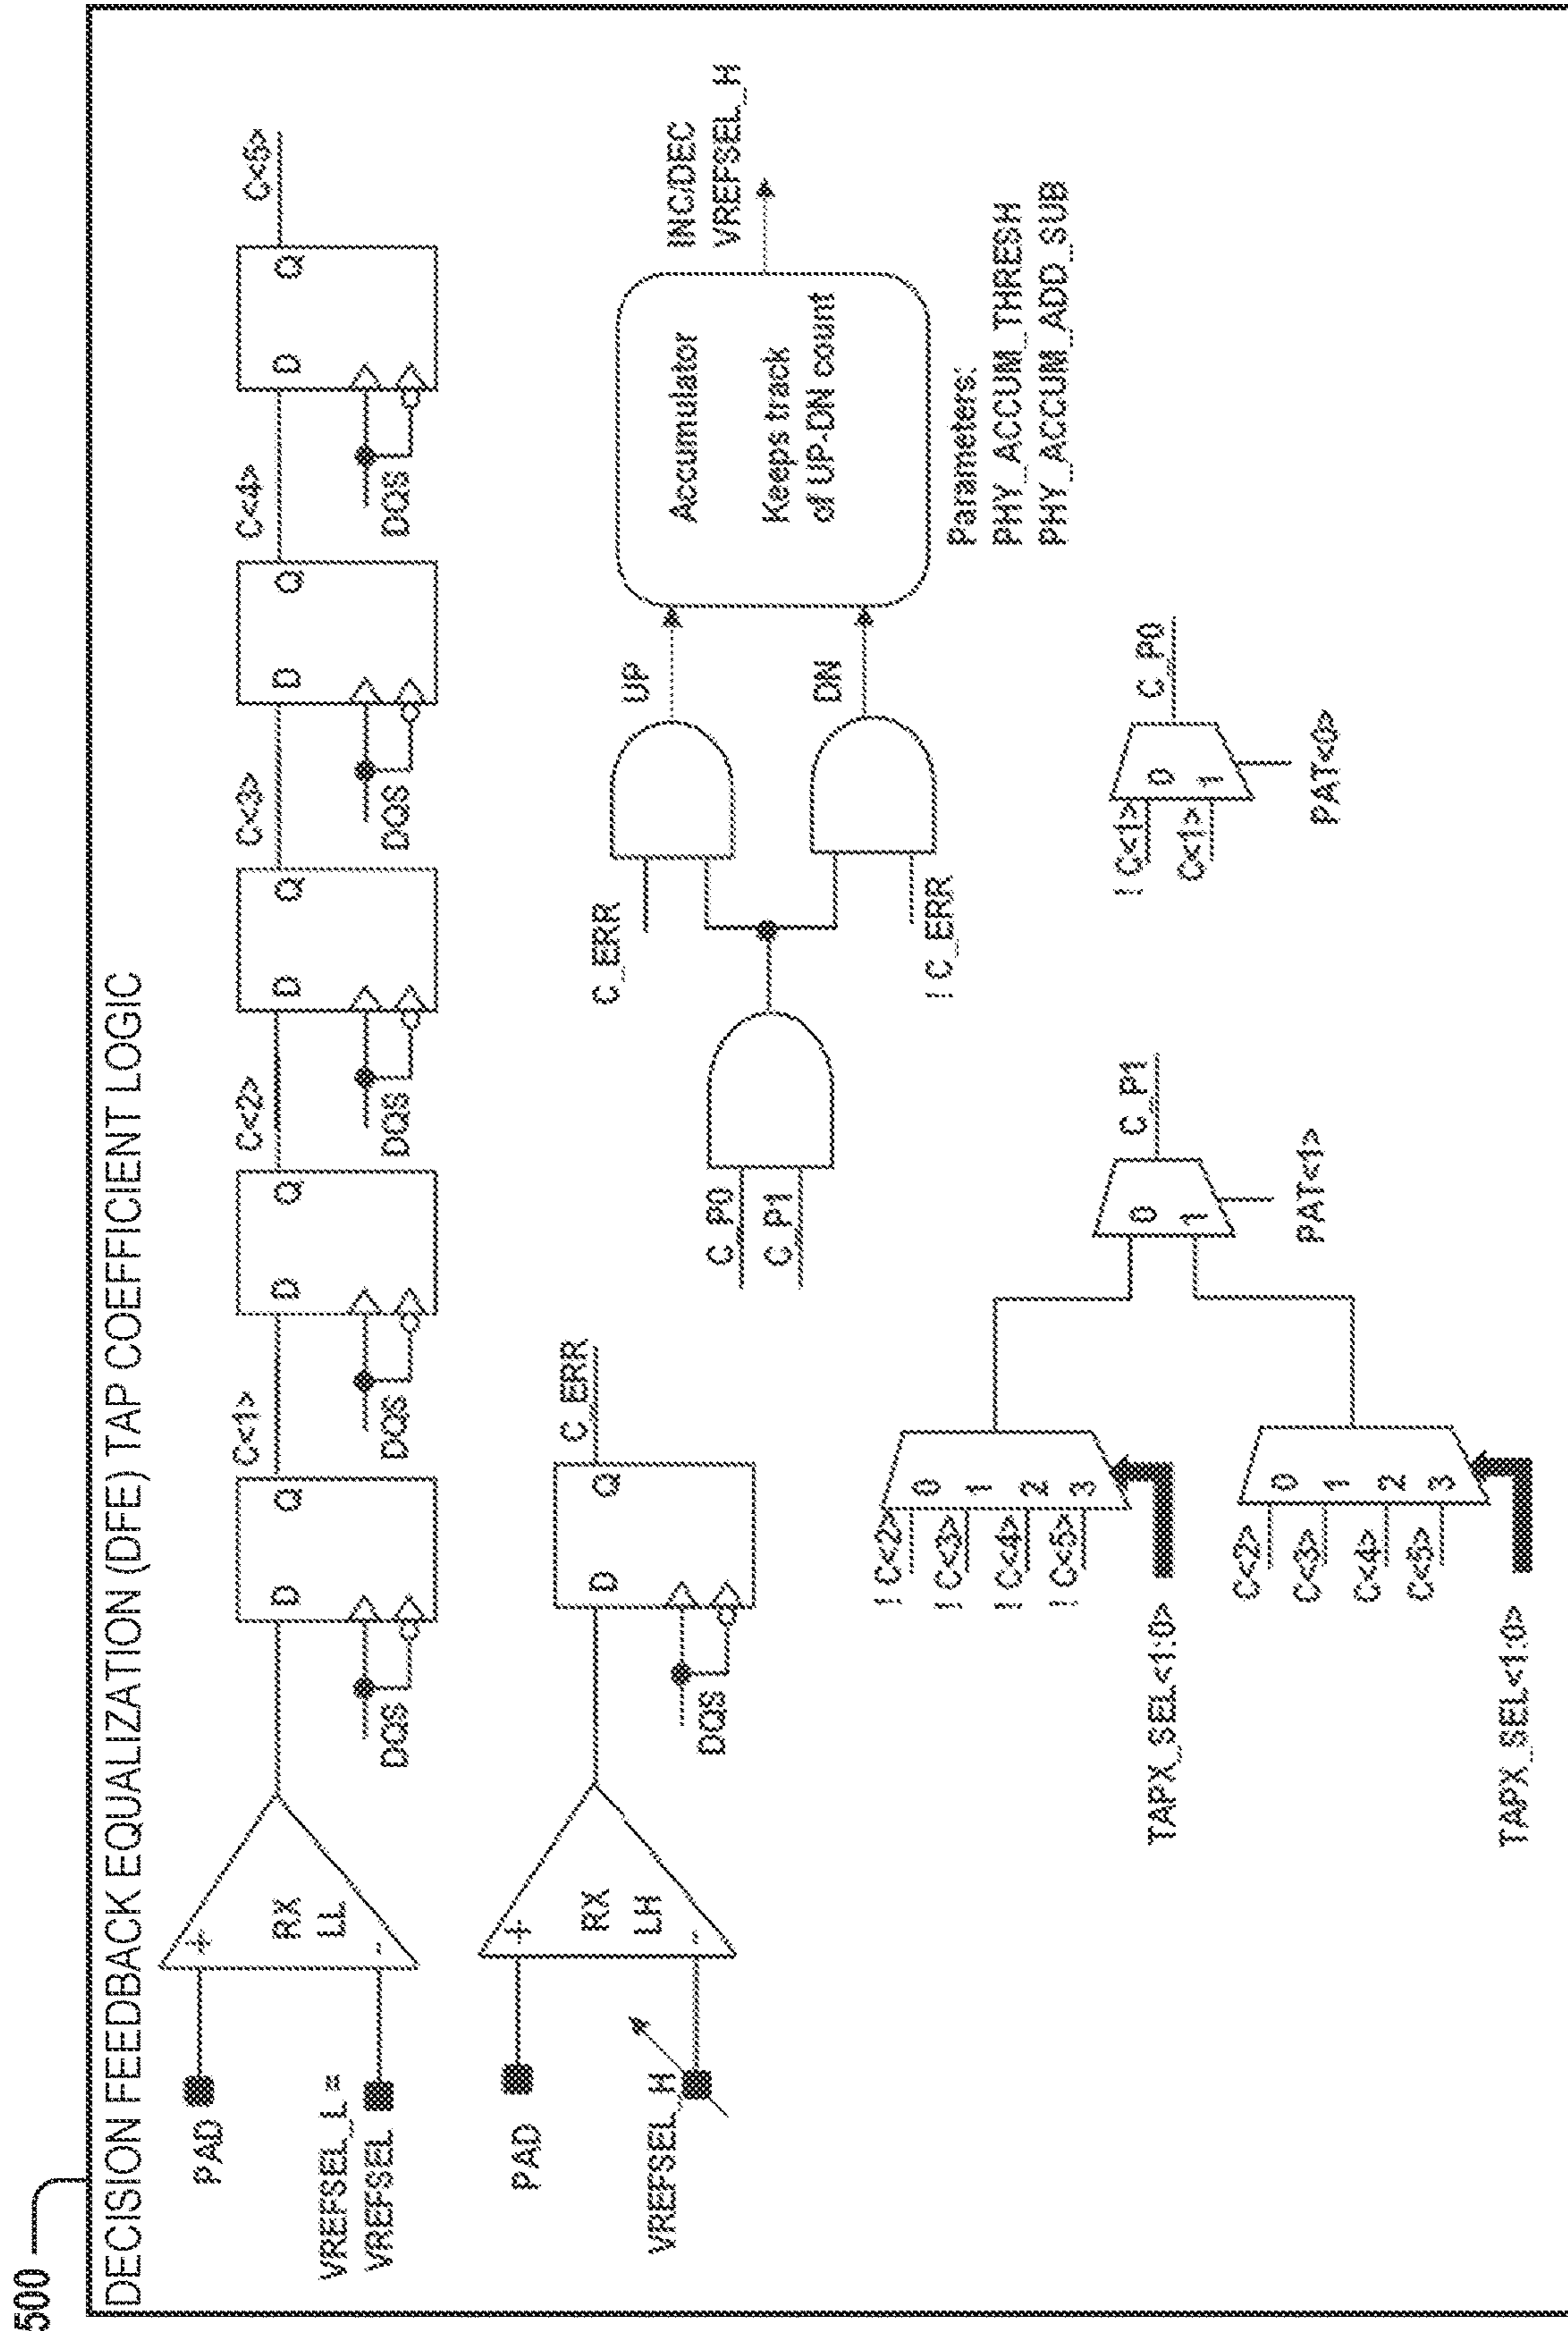 500
DECISION FEEDBACK EQUALIZATION (DFE) TAP COEFFICIENT LOGIC
PAD
VREFSEL_L =
VREFSEL
+
-
RX
LL
D
Q
DQS
C<1>
D
Q
DQS
C<2>
D
Q
DQS
C<3>
D
Q
DQS
C<4>
D
Q
DQS
C<5>
PAD
VREFSEL_H
+
-
RX
LH
D
Q
DQS
C_ERR
C_P0
C_P1
C_ERR
! C_ERR
UP
DN
Accumulator
Keeps track
of UP-DN count
INC/DEC
VREFSEL_H
Parameters:
PHY_ACCUM_THRESH
PHY_ACCUM_ADD_SUB
! C<2>
! C<3>
! C<4>
! C<5>
0
1
2
3
TAPX_SEL<1:0>
C<2>
C<3>
C<4>
C<5>
0
1
2
3
TAPX_SEL<1:0>
0
1
PAT<1>
C_P1
! C<1>
C<1>
0
1
PAT<0>
C_P0